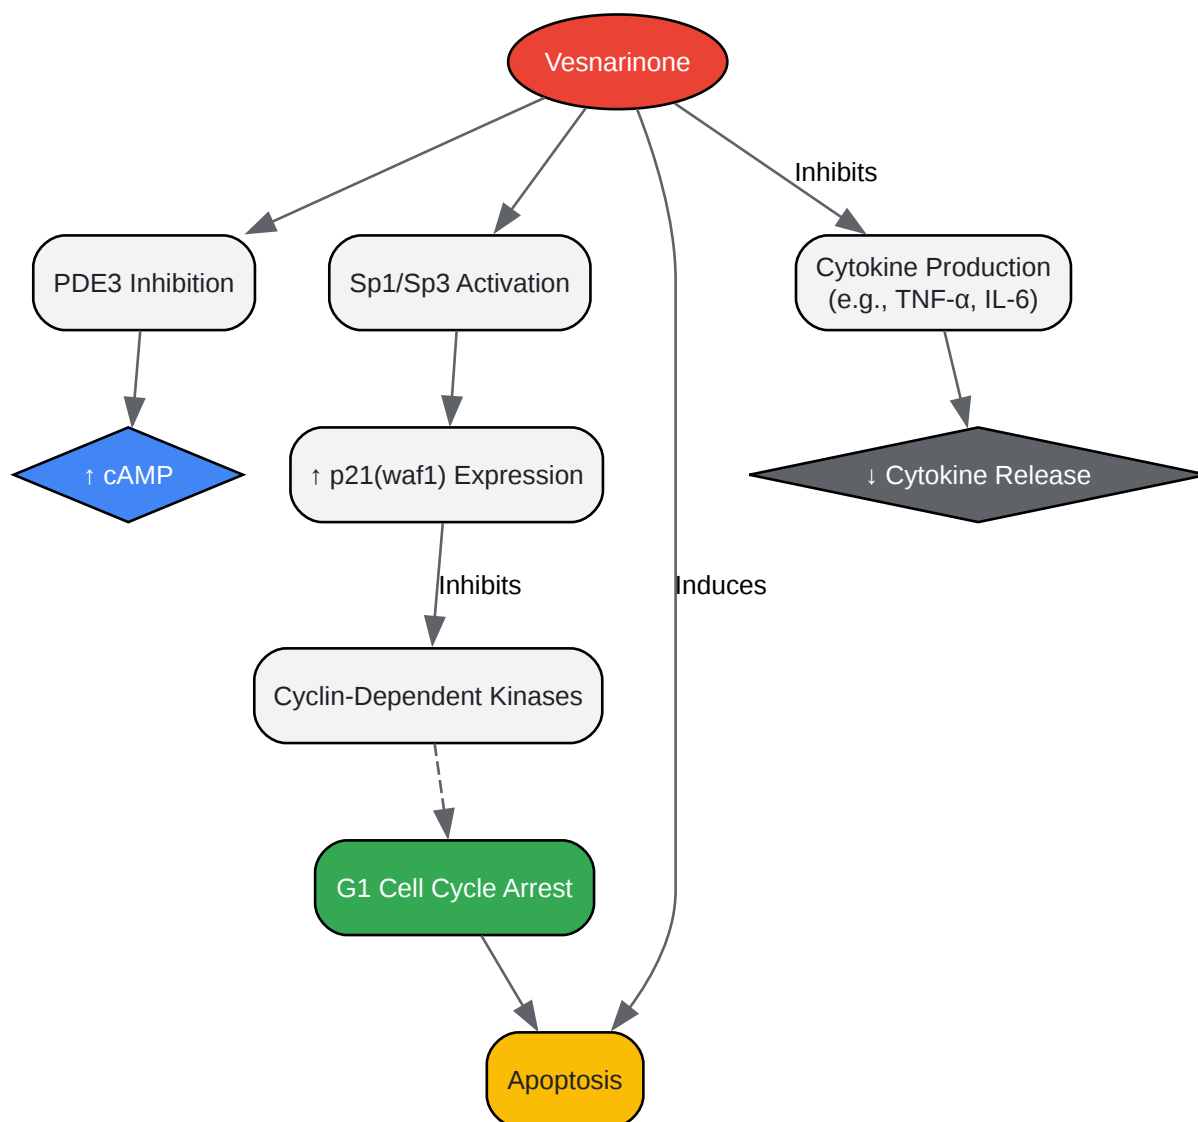 Vesnarinone
Inhibits
PDE3 Inhibition
Sp1/Sp3 Activation
Cytokine Production
(e.g., TNF-α, IL-6)
↑ cAMP
↑ p21(waf1) Expression
↓ Cytokine Release
Inhibits
Induces
Cyclin-Dependent Kinases
G1 Cell Cycle Arrest
Apoptosis